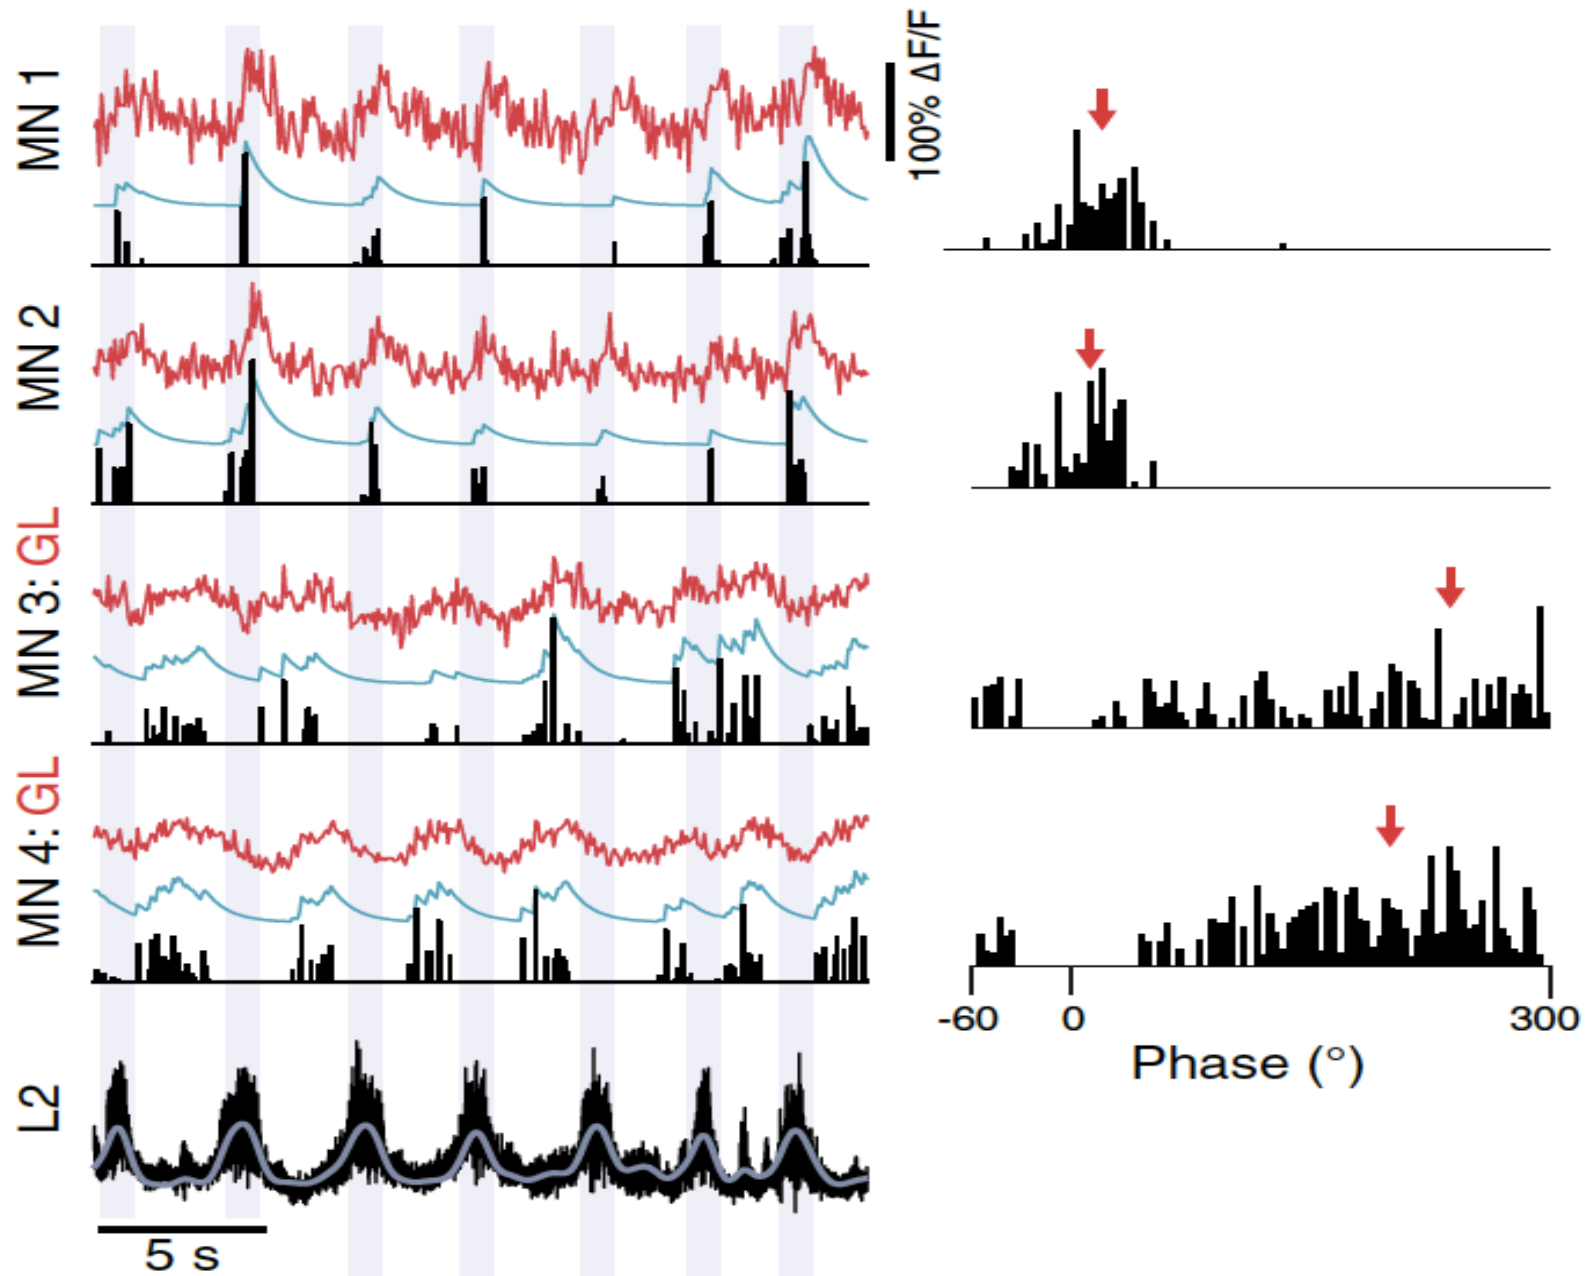 MN 1
100% ΔF/F
MN 2
MN 3: GL
MN 4: GL
-60 0 300
Phase (°)
L2
5 s